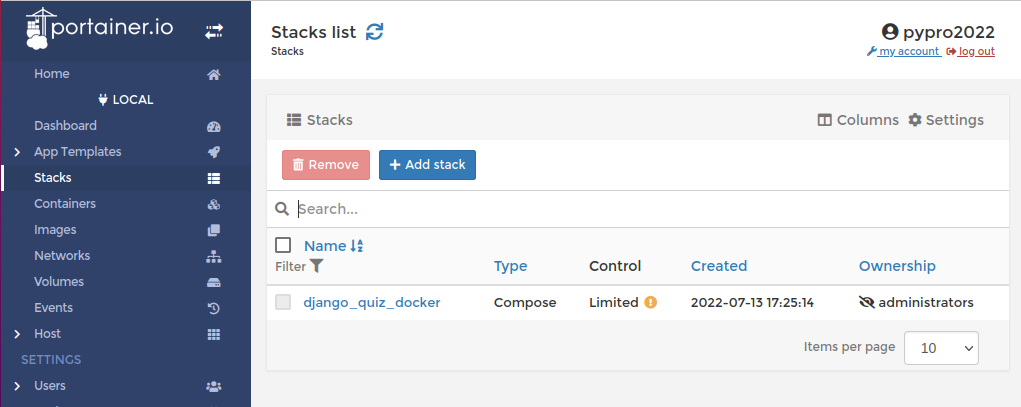 portainer.io
Home
LOCAL
Dashboard
App Templates
Stacks
Containers
Images
Networks
Volumes
Events
Host
SETTINGS
Users
Stacks list
Stacks
pypro2022
my account log out
Stacks
Columns Settings
Remove Add stack
Search...
Name
Filter
Type Control Created Ownership
django_quiz_docker Compose Limited 2022-07-13 17:25:14 administrators
Items per page 10